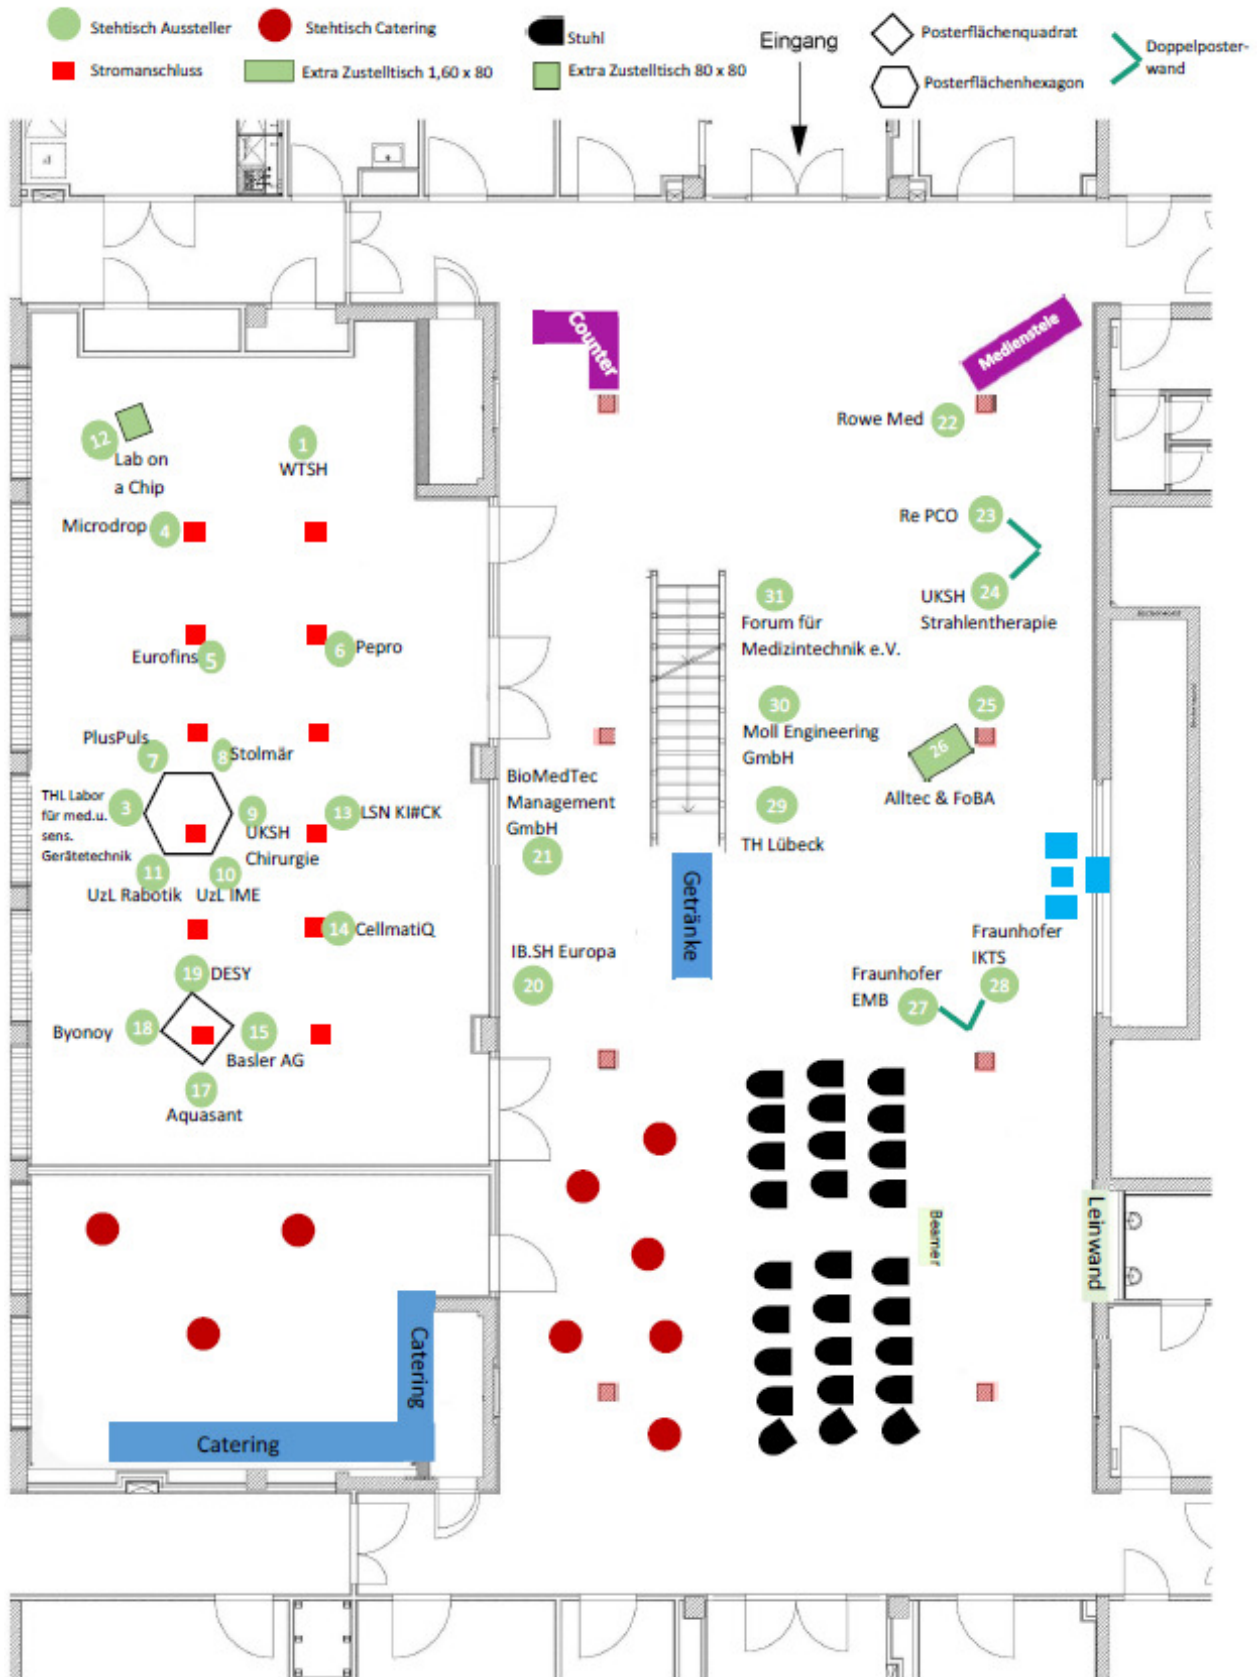 Stehtisch Aussteller
Stehtisch Catering
Stuhl
Eingang
Posterflächenquadrat
Doppelposter-
wand
Stromanschluss
Extra Zustelltisch 1,60 x 80
Extra Zustelltisch 80 x 80
Posterflächenhexagon
Counter
Medienstele
Rowe Med
22
12
Lab on
a Chip
1
WTSH
Microdrop
4
Re PCO
23
24
UKSH
Strahlentherapie
31
Forum für
Medizintechnik e.V.
Eurofins
5
6
Pepro
PlusPuls
7
8
Stolmär
30
Moll Engineering
GmbH
25
26
Alltec & FoBA
THL Labor
für med.u.
sens.
Gerätetechnik
3
9
UKSH
Chirurgie
13
LSN KI#CK
BioMedTec
Management
GmbH
21
29
TH Lübeck
11
UzL Rabotik
10
UzL IME
Getränke
14
CellmatiQ
19
DESY
IB.SH Europa
20
Fraunhofer
IKTS
28
Fraunhofer
EMB
27
Byonoy
18
15
Basler AG
17
Aquasant
Beamer
Leinwand
Catering
Catering